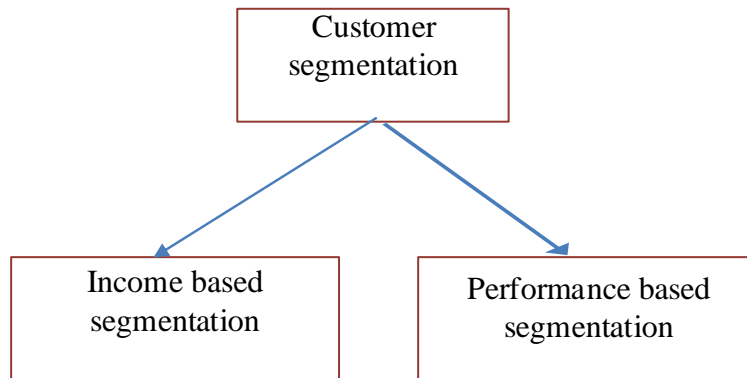 Customer
segmentation
Income based
segmentation
Performance based
segmentation